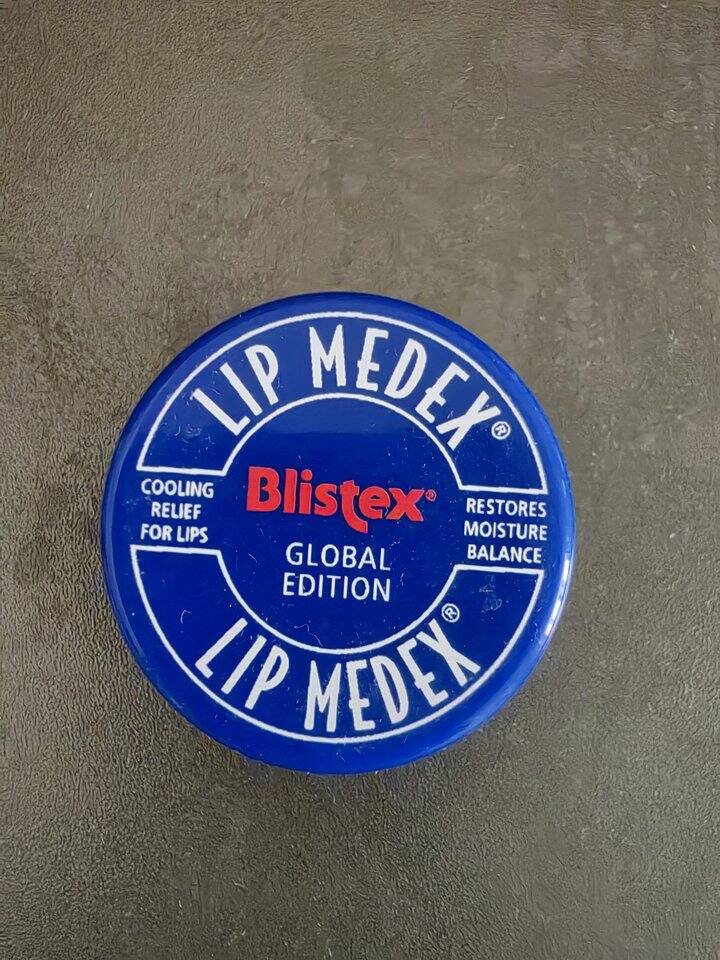 LIP MEDEX®
COOLING
RELIEF
FOR LIPS
Blistex®
GLOBAL
EDITION
RESTORES
MOISTURE
BALANCE
LIP MEDEX®